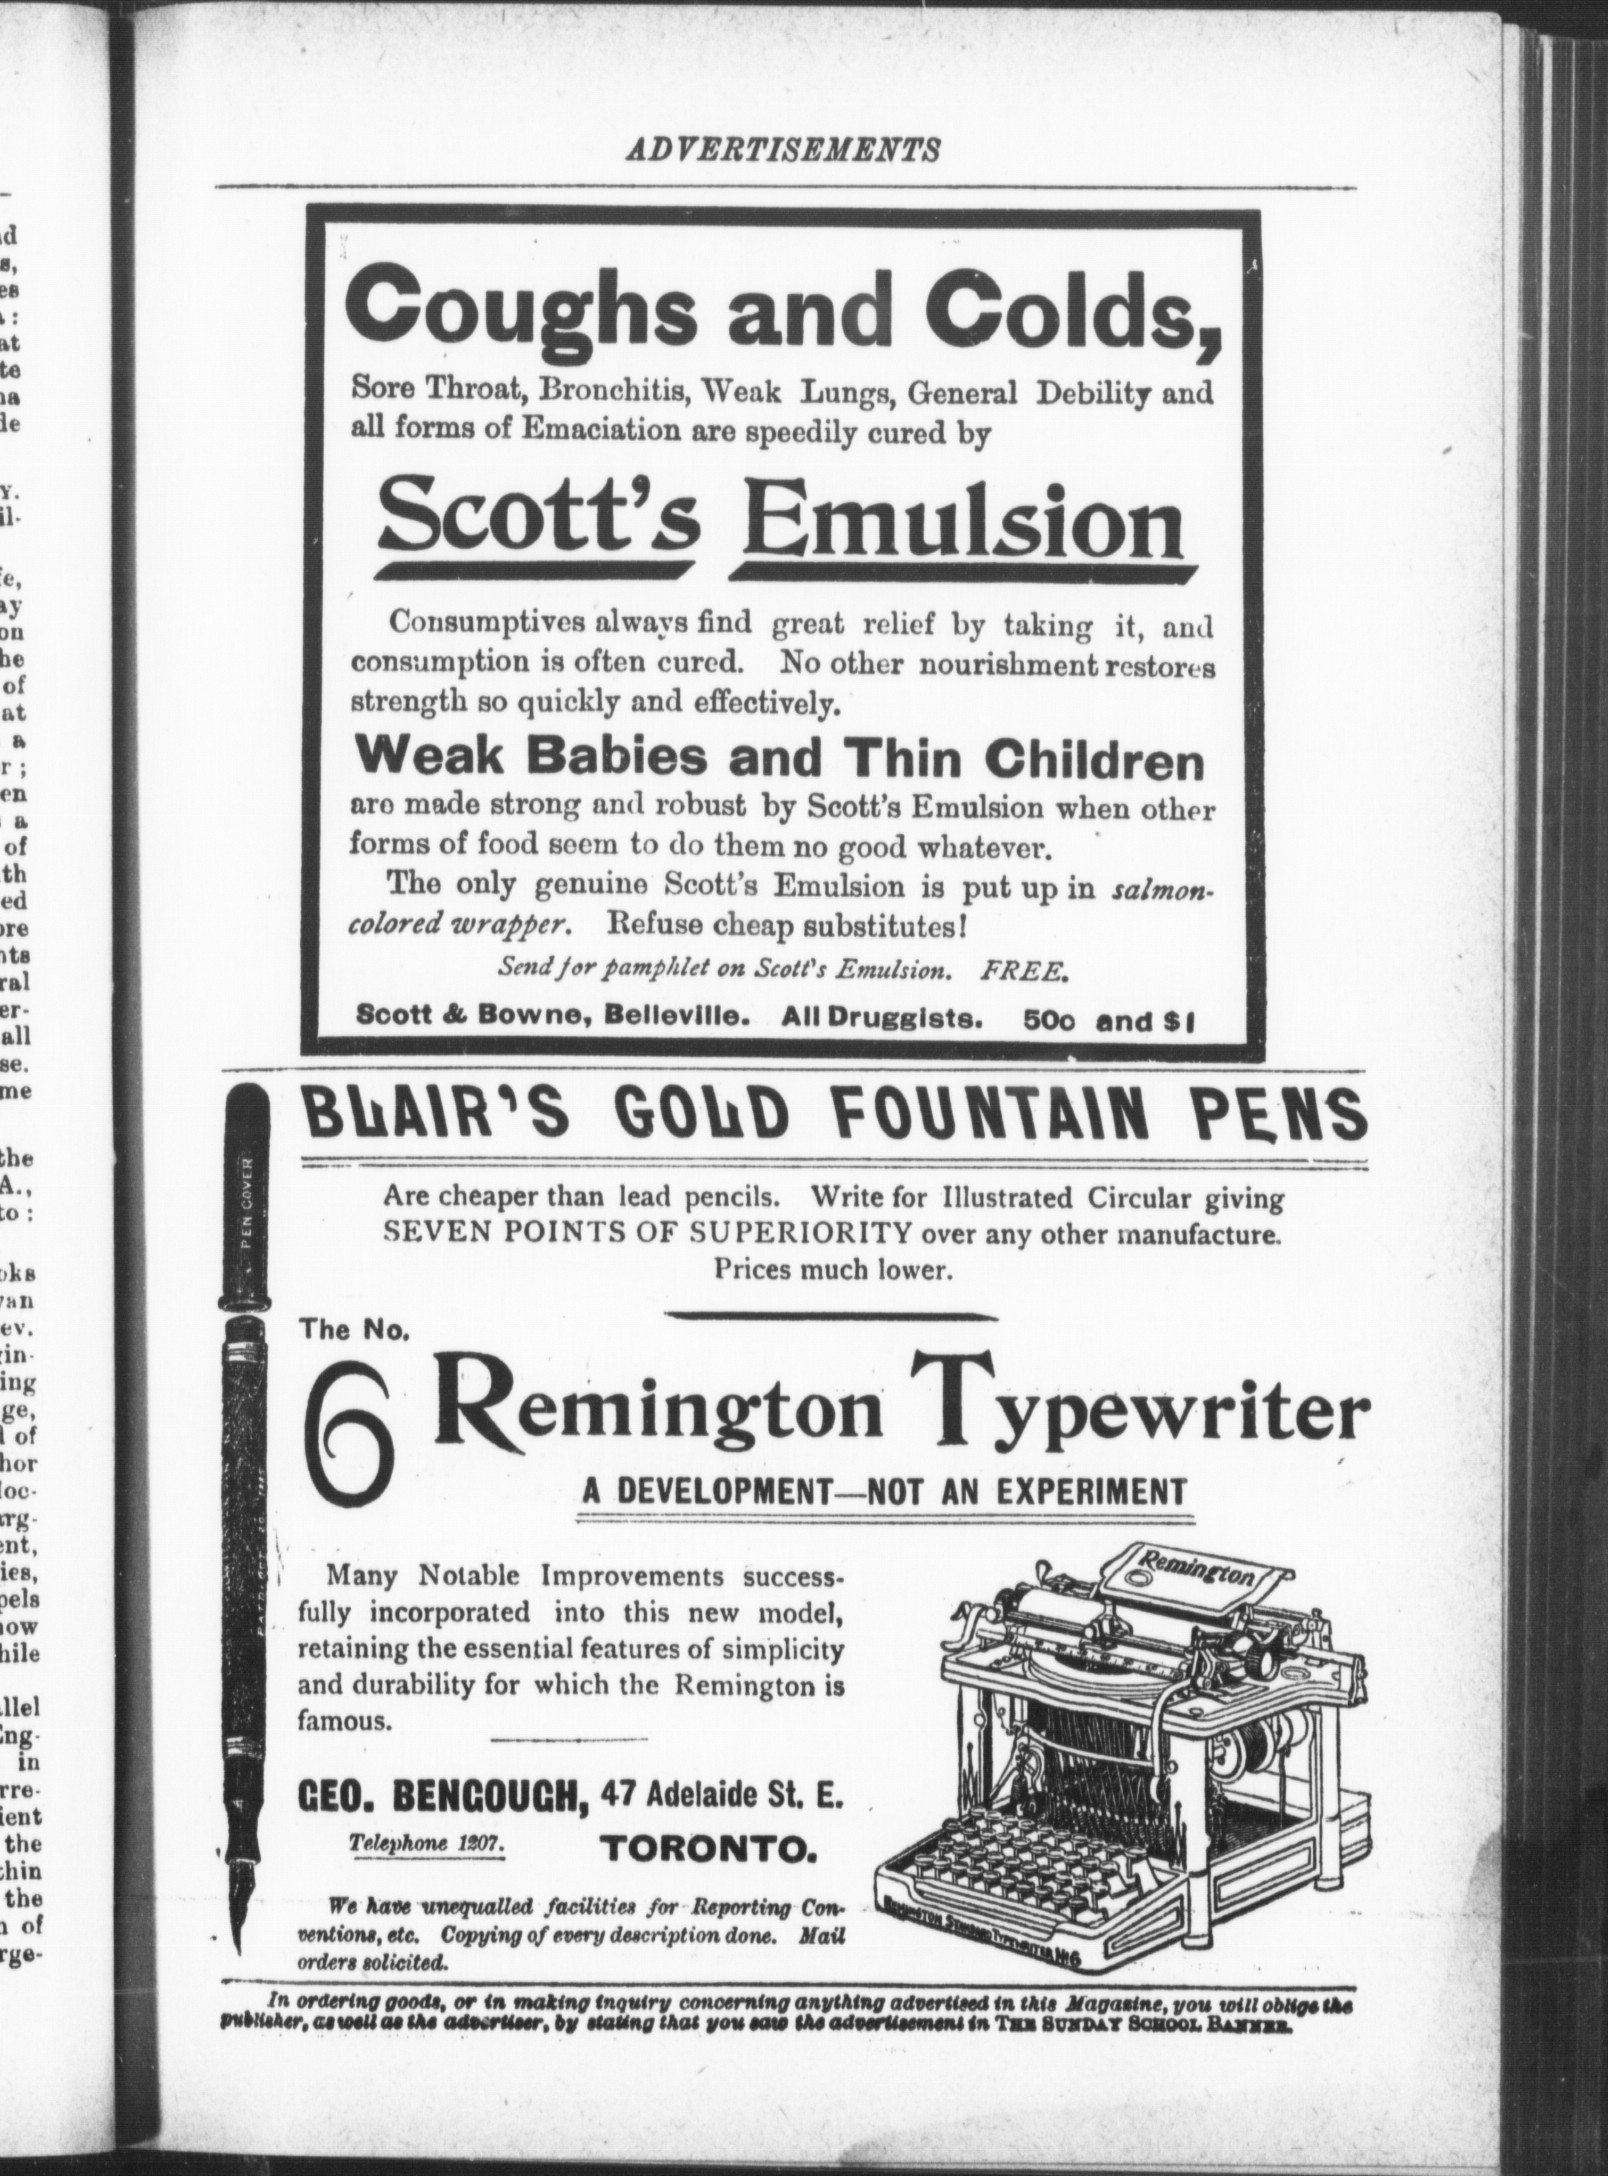 ADVERTISEMENTS
Coughs and Colds,
Sore Throat, Bronchitis, Weak Lungs, General Debility and
all forms of Emaciation are speedily cured by
Scott's Emulsion
Consumptives always find great relief by taking it, and
consumption is often cured. No other nourishment restores
strength so quickly and effectively.
Weak Babies and Thin Children
are made strong and robust by Scott's Emulsion when other
forms of food seem to do them no good whatever.
The only genuine Scott's Emulsion is put up in salmon-
colored wrapper. Refuse cheap substitutes!
Send for pamphlet on Scott's Emulsion. FREE.
Scott & Bowne, Belleville. All Druggists. 50c and $1
BLAIR'S GOLD FOUNTAIN PENS
PEN COVER
Are cheaper than lead pencils. Write for Illustrated Circular giving
SEVEN POINTS OF SUPERIORITY over any other manufacture.
Prices much lower.
The No.
6 Remington Typewriter
A DEVELOPMENT—NOT AN EXPERIMENT
Many Notable Improvements success-
fully incorporated into this new model,
retaining the essential features of simplicity
and durability for which the Remington is
famous.
Remington
GEO. BENGOUGH, 47 Adelaide St. E.
Telephone 1207. TORONTO.
We have unequalled facilities for Reporting Con-
ventions, etc. Copying of every description done. Mail
orders solicited.
REMINGTON STANDARD TYPEWRITER No 6
In ordering goods, or in making inquiry concerning anything advertised in this Magazine, you will oblige the
publisher, as well as the advertiser, by stating that you saw the advertisement in THE SUNDAY SCHOOL BANNER.